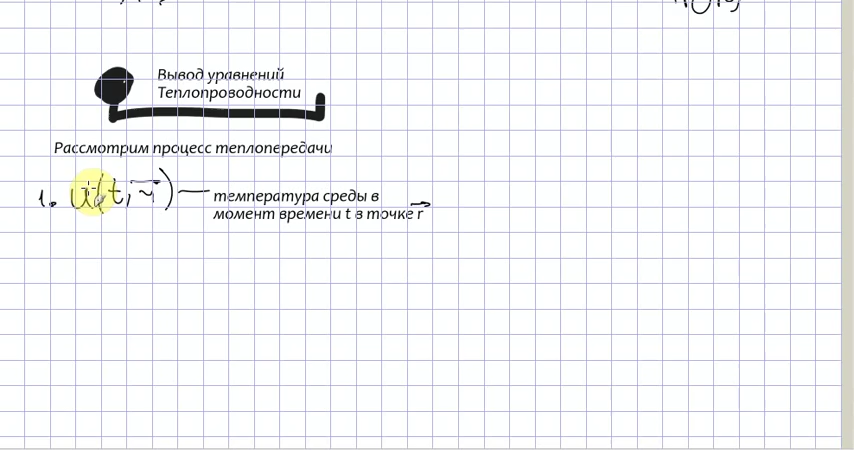 Вывод уравнений
Теплопроводности
Рассмотрим процесс теплопередачи
1. U(t, r) — температура среды в
момент времени t в точке r